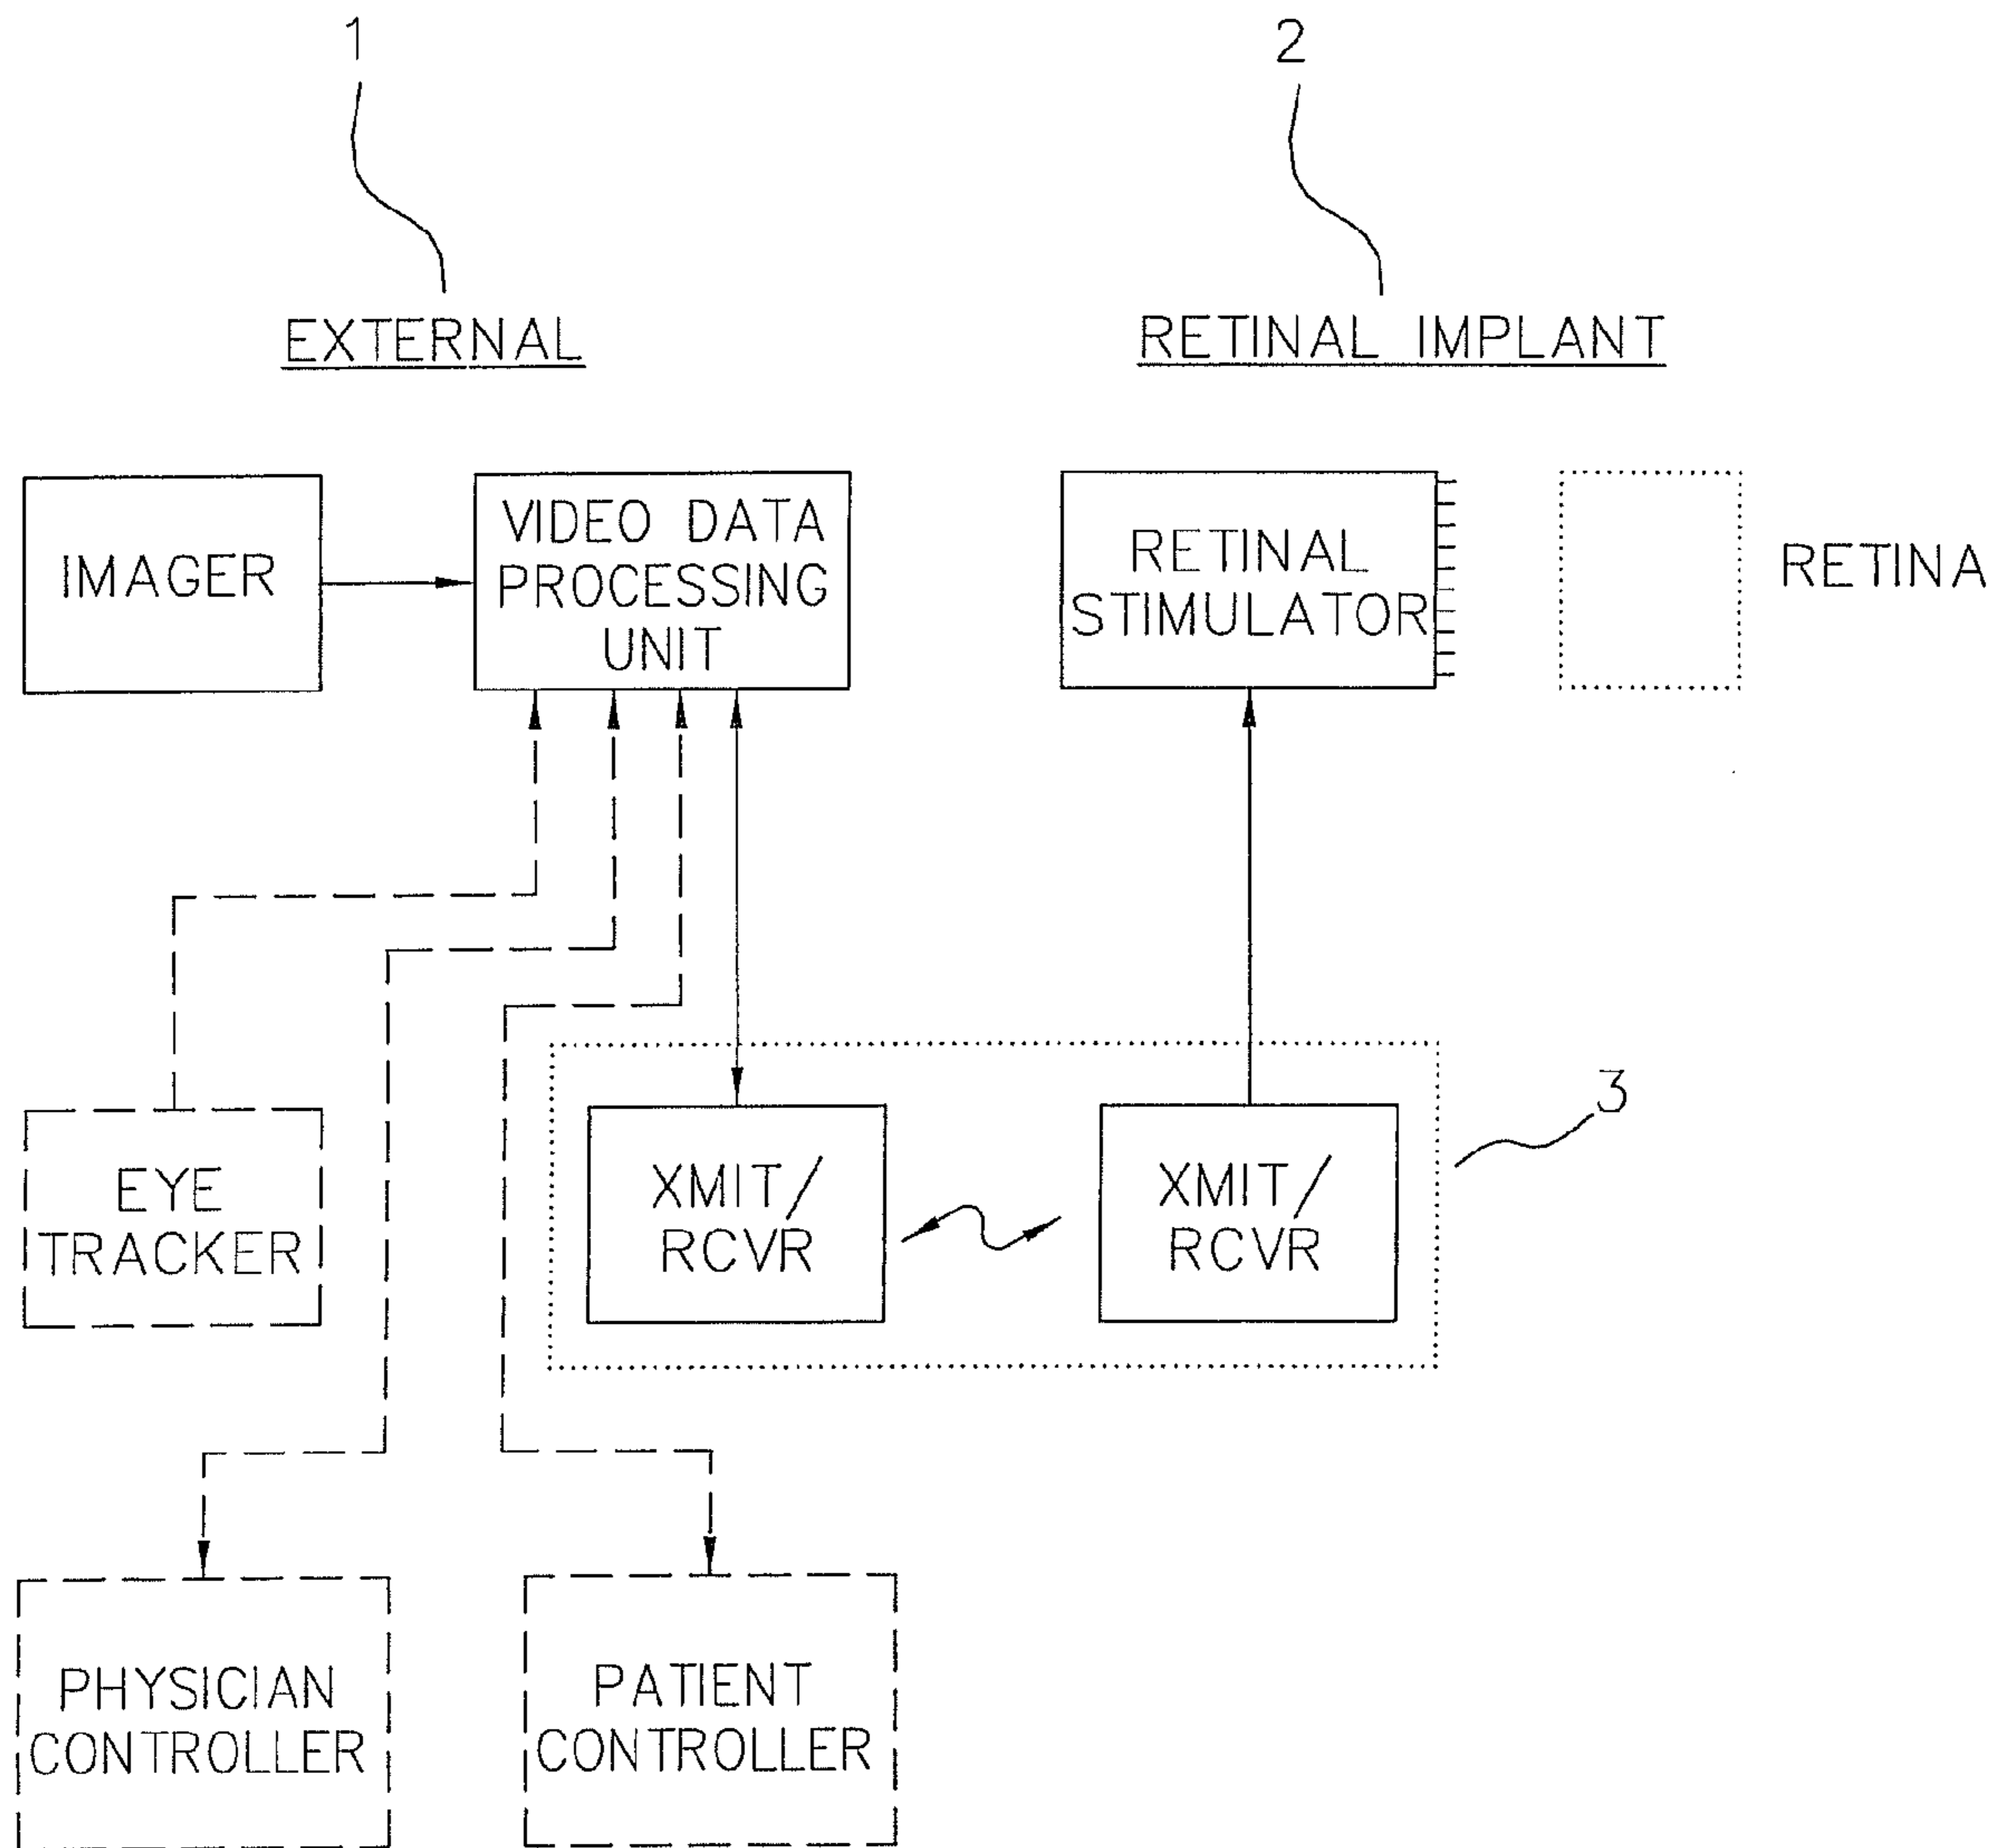 1
2
EXTERNAL
RETINAL IMPLANT
IMAGER
VIDEO DATA
PROCESSING
UNIT
RETINAL
STIMULATOR
RETINA
3
EYE
TRACKER
XMIT/
RCVR
XMIT/
RCVR
PHYSICIAN
CONTROLLER
PATIENT
CONTROLLER